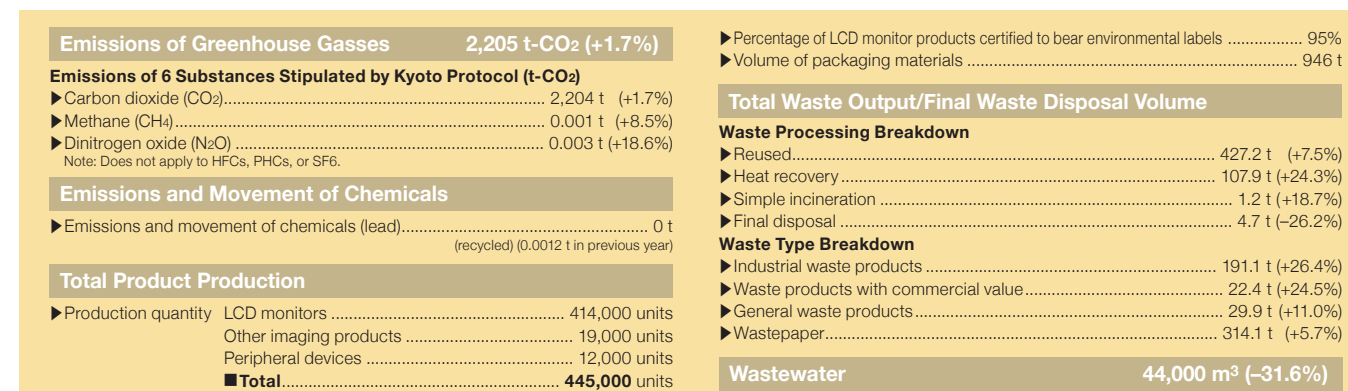 Emissions of Greenhouse Gasses 2,205 t-CO2 (+1.7%)
Emissions of 6 Substances Stipulated by Kyoto Protocol (t-CO2)
▶Carbon dioxide (CO2)........ 2,204 t (+1.7%)
▶Methane (CH4)........ 0.001 t (+8.5%)
▶Dinitrogen oxide (N2O) ........ 0.003 t (+18.6%)
Note: Does not apply to HFCs, PHCs, or SF6.
Emissions and Movement of Chemicals
▶Emissions and movement of chemicals (lead)........ 0 t
(recycled) (0.0012 t in previous year)
Total Product Production
▶Production quantity LCD monitors ........ 414,000 units
Other imaging products ........ 19,000 units
Peripheral devices ........ 12,000 units
■Total........ 445,000 units
▶Percentage of LCD monitor products certified to bear environmental labels ........ 95%
▶Volume of packaging materials ........ 946 t
Total Waste Output/Final Waste Disposal Volume
Waste Processing Breakdown
▶Reused........ 427.2 t (+7.5%)
▶Heat recovery........ 107.9 t (+24.3%)
▶Simple incineration ........ 1.2 t (+18.7%)
▶Final disposal ........ 4.7 t (–26.2%)
Waste Type Breakdown
▶Industrial waste products ........ 191.1 t (+26.4%)
▶Waste products with commercial value........ 22.4 t (+24.5%)
▶General waste products........ 29.9 t (+11.0%)
▶Wastepaper........ 314.1 t (+5.7%)
Wastewater 44,000 m³ (–31.6%)